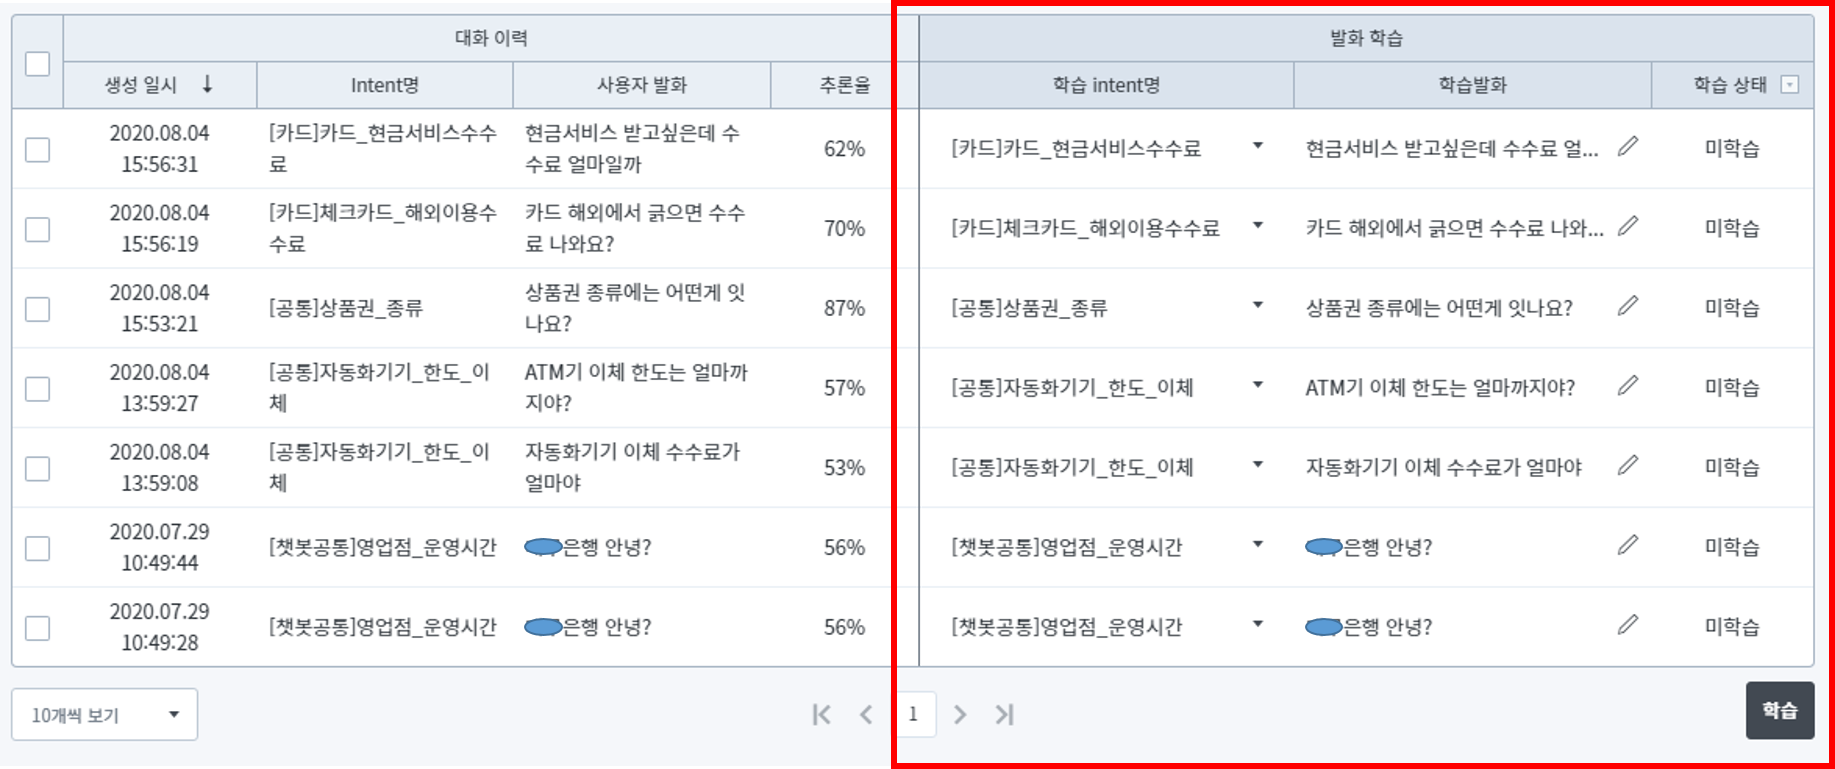 대화 이력
발화 학습
생성 일시 ↓ Intent명 사용자 발화 추론율 학습 intent명 학습발화 학습 상태
2020.08.04
15:56:31
[카드]카드_현금서비스수수
료
현금서비스 받고싶은데 수
수료 얼마일까
62%
[카드]카드_현금서비스수수료
현금서비스 받고싶은데 수수료 얼...
미학습
2020.08.04
15:56:19
[카드]체크카드_해외이용수
수료
카드 해외에서 긁으면 수수
료 나와요?
70%
[카드]체크카드_해외이용수수료
카드 해외에서 긁으면 수수료 나와...
미학습
2020.08.04
15:53:21
[공통]상품권_종류
상품권 종류에는 어떤게 잇
나요?
87%
[공통]상품권_종류
상품권 종류에는 어떤게 잇나요?
미학습
2020.08.04
13:59:27
[공통]자동화기기_한도_이
체
ATM기 이체 한도는 얼마까
지야?
57%
[공통]자동화기기_한도_이체
ATM기 이체 한도는 얼마까지야?
미학습
2020.08.04
13:59:08
[공통]자동화기기_한도_이
체
자동화기기 이체 수수료가
얼마야
53%
[공통]자동화기기_한도_이체
자동화기기 이체 수수료가 얼마야
미학습
2020.07.29
10:49:44
[챗봇공통]영업점_운영시간
은행 안녕?
56%
[챗봇공통]영업점_운영시간
은행 안녕?
미학습
2020.07.29
10:49:28
[챗봇공통]영업점_운영시간
은행 안녕?
56%
[챗봇공통]영업점_운영시간
은행 안녕?
미학습
10개씩 보기
1
학습